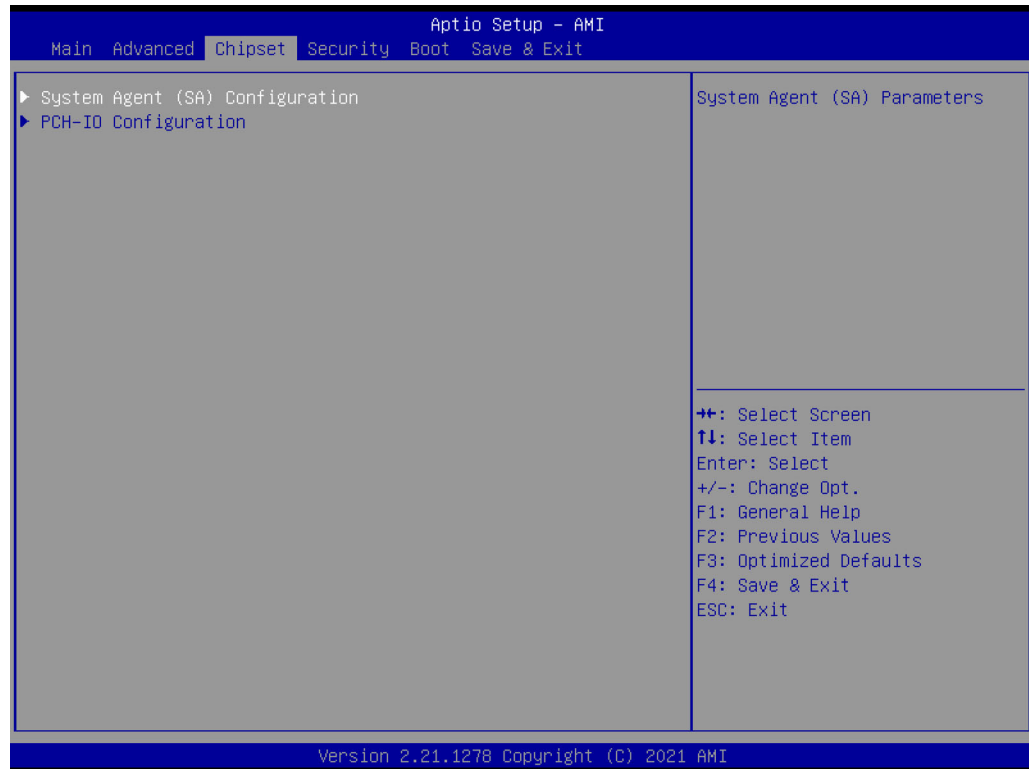 Aptio Setup – AMI
Main Advanced Chipset Security Boot Save & Exit
▶ System Agent (SA) Configuration
▶ PCH-IO Configuration
System Agent (SA) Parameters
→←: Select Screen
↑↓: Select Item
Enter: Select
+/-: Change Opt.
F1: General Help
F2: Previous Values
F3: Optimized Defaults
F4: Save & Exit
ESC: Exit
Version 2.21.1278 Copyright (C) 2021 AMI